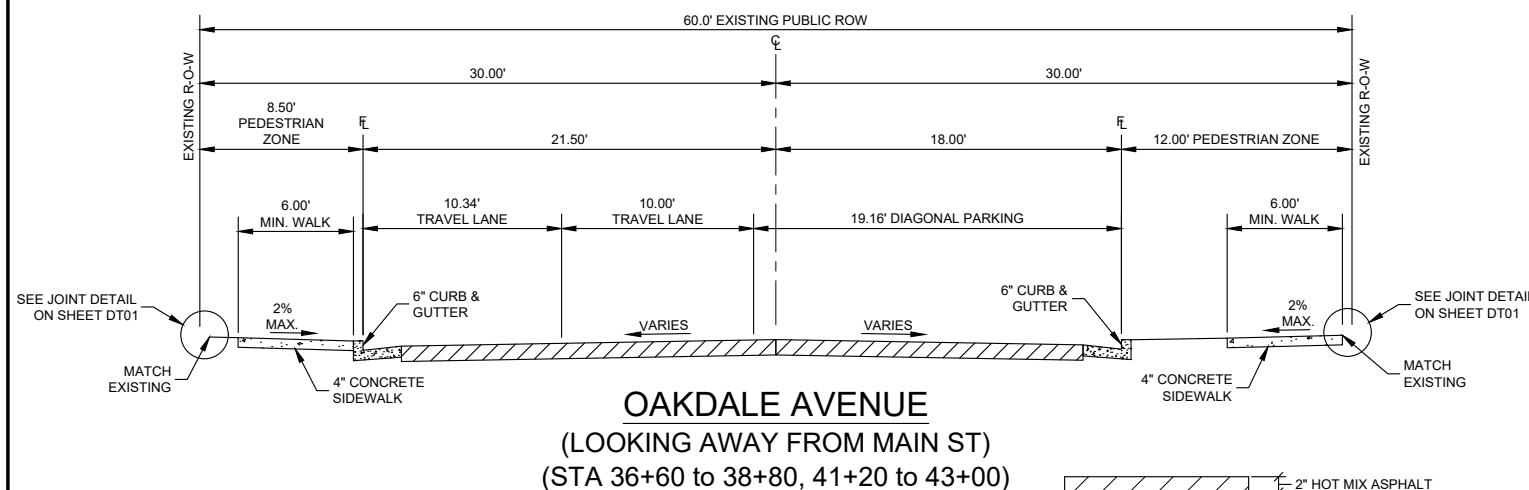 60.0' EXISTING PUBLIC ROW
℄
30.00'
30.00'
EXISTING R-O-W
EXISTING R-O-W
8.50'
PEDESTRIAN
ZONE
FL
21.50'
18.00'
FL
12.00' PEDESTRIAN ZONE
6.00'
MIN. WALK
10.34'
TRAVEL LANE
10.00'
TRAVEL LANE
19.16' DIAGONAL PARKING
6.00'
MIN. WALK
SEE JOINT DETAIL
ON SHEET DT01
2%
MAX.
6" CURB &
GUTTER
VARIES
VARIES
6" CURB &
GUTTER
2%
MAX.
SEE JOINT DETAIL
ON SHEET DT01
MATCH
EXISTING
4" CONCRETE
SIDEWALK
4" CONCRETE
SIDEWALK
MATCH
EXISTING
OAKDALE AVENUE
(LOOKING AWAY FROM MAIN ST)
(STA 36+60 to 38+80, 41+20 to 43+00)
2" HOT MIX ASPHALT